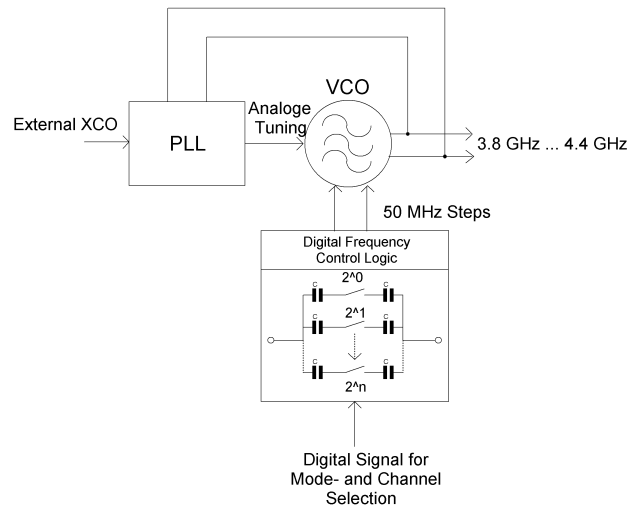 VCO
Analoge
Tuning
External XCO
PLL
3.8 GHz ... 4.4 GHz
50 MHz Steps
Digital Frequency
Control Logic
2^0
C
C
2^1
C
C
C
C
2^n
Digital Signal for
Mode- and Channel
Selection